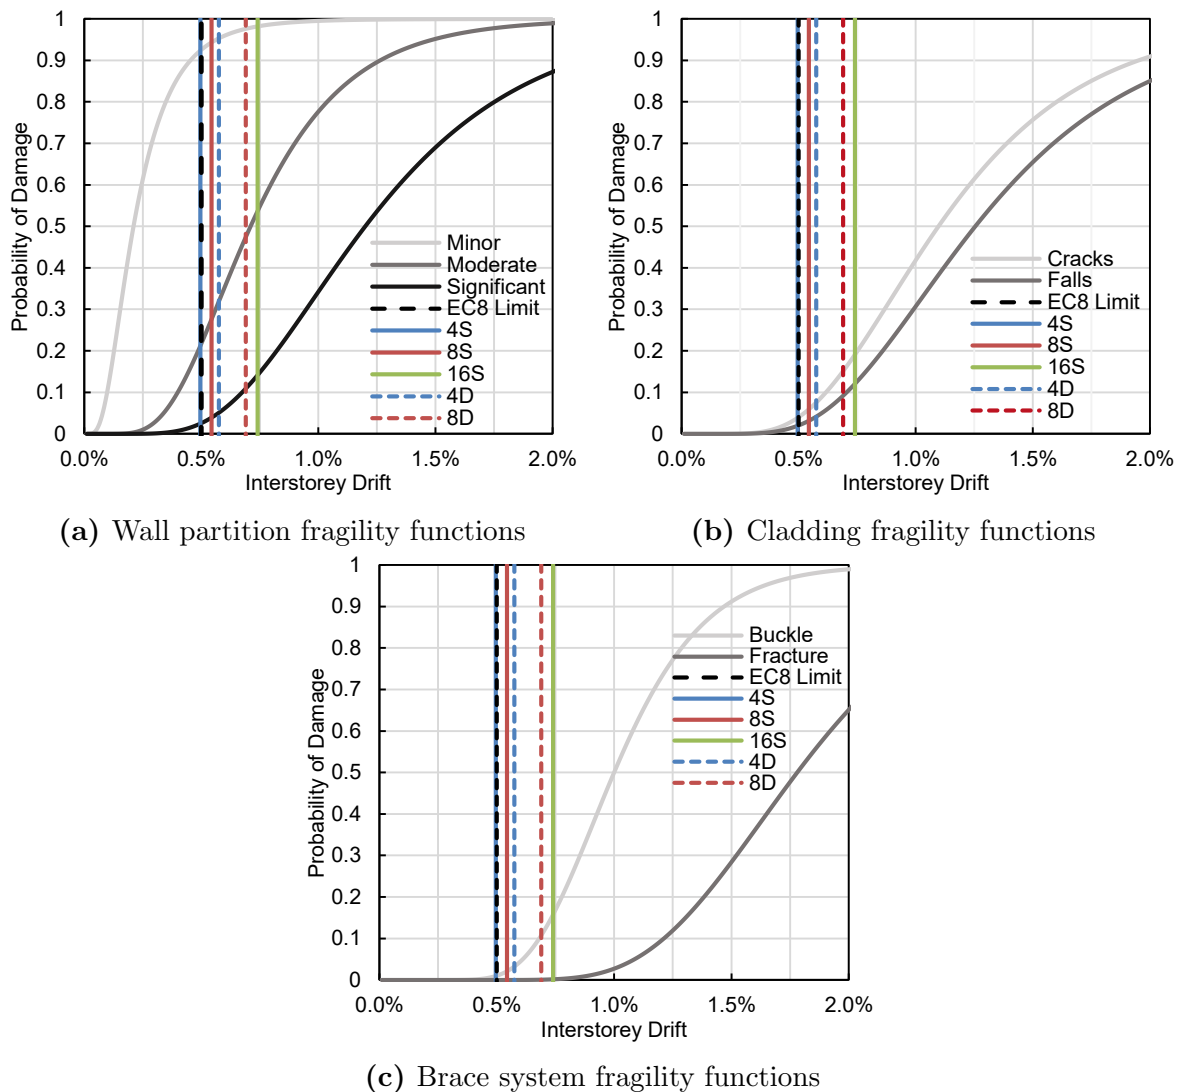 1
0.9
0.8
0.7
0.6
0.5
0.4
0.3
0.2
0.1
0
Probability of Damage
Minor
Moderate
Significant
EC8 Limit
4S
8S
16S
4D
8D
0.0% 0.5% 1.0% 1.5% 2.0%
Interstorey Drift
(a) Wall partition fragility functions
1
0.9
0.8
0.7
0.6
0.5
0.4
0.3
0.2
0.1
0
Probability of Damage
Cracks
Falls
EC8 Limit
4S
8S
16S
4D
8D
0.0% 0.5% 1.0% 1.5% 2.0%
Interstorey Drift
(b) Cladding fragility functions
1
0.9
0.8
0.7
0.6
0.5
0.4
0.3
0.2
0.1
0
Probability of Damage
Buckle
Fracture
EC8 Limit
4S
8S
16S
4D
8D
0.0% 0.5% 1.0% 1.5% 2.0%
Interstorey Drift
(c) Brace system fragility functions